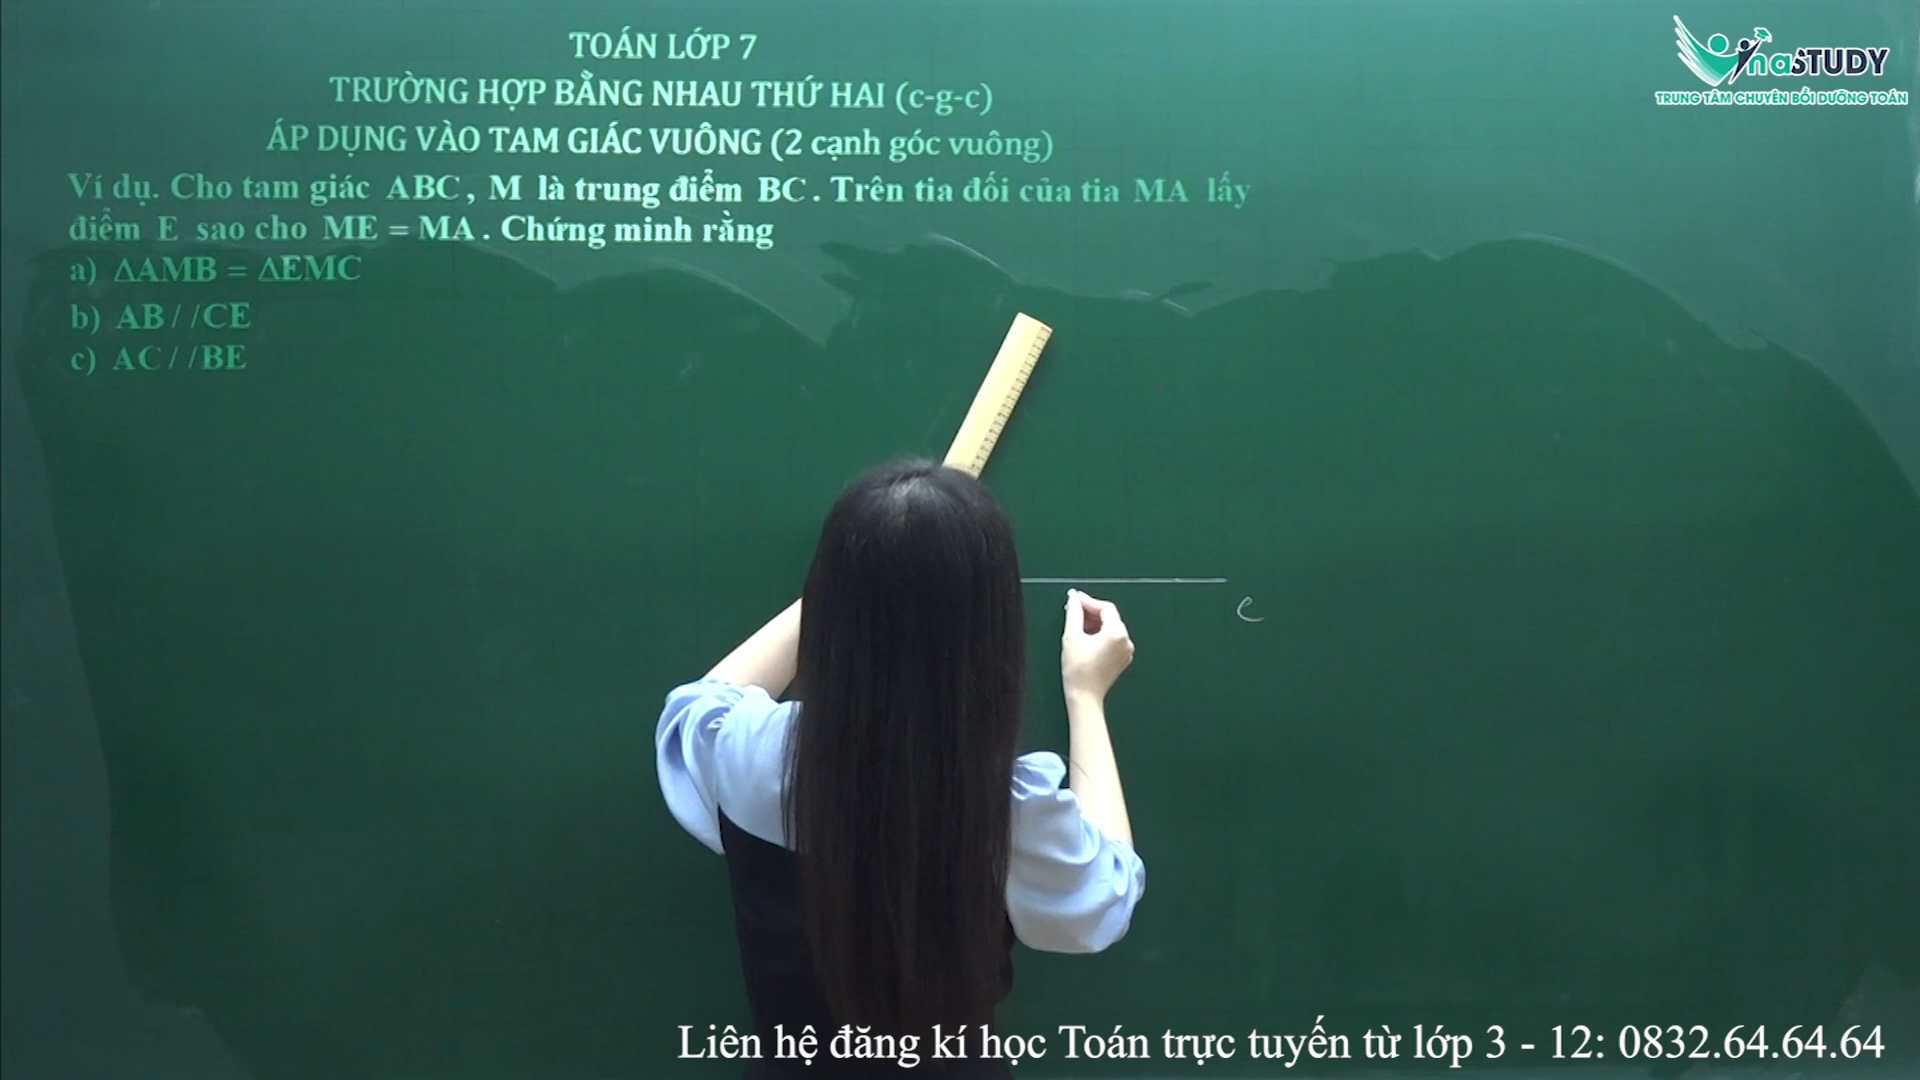 TOÁN LỚP 7
TRƯỜNG HỢP BẰNG NHAU THỨ HAI (c-g-c)
ÁP DỤNG VÀO TAM GIÁC VUÔNG (2 cạnh góc vuông)
Ví dụ. Cho tam giác ABC, M là trung điểm BC. Trên tia đối của tia MA lấy
điểm E sao cho ME = MA. Chứng minh rằng
a) ΔAMB = ΔEMC
b) AB//CE
c) AC//BE
VinaSTUDY
TRUNG TÂM CHUYÊN BỒI DƯỠNG TOÁN
C
Liên hệ đăng kí học Toán trực tuyến từ lớp 3 - 12: 0832.64.64.64